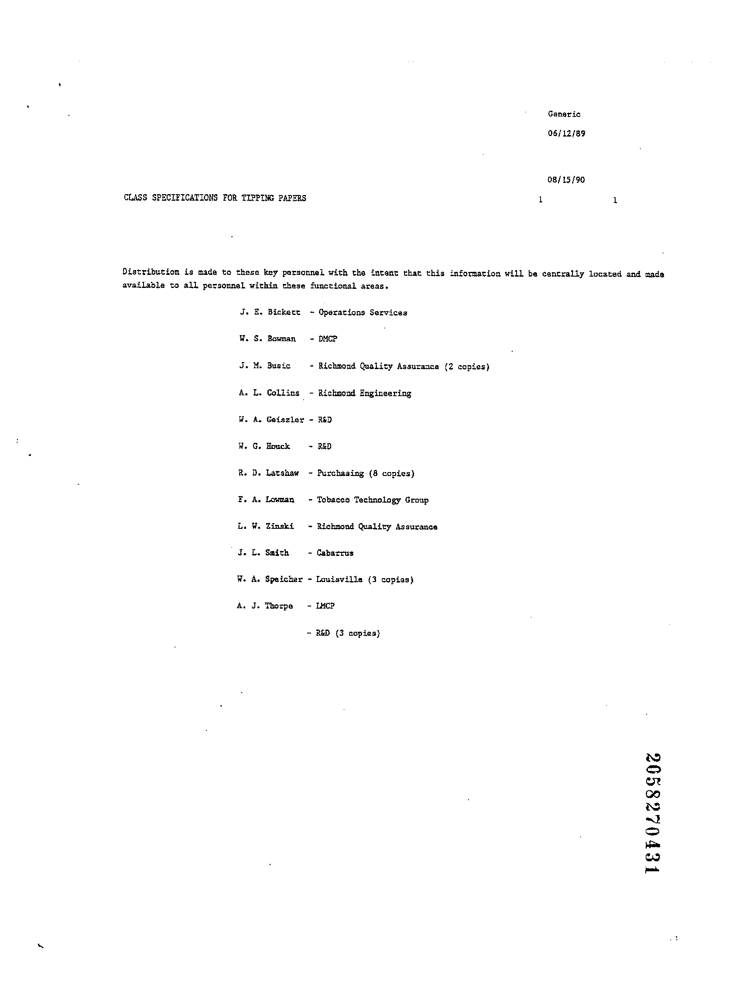 Generic
06/12/89
08/15/90
CLASS SPECIFICATIONS FOR TIPPING PAPERS 1 1
Distribution is made to these key personnel with the intent that this information will be centrally located and made
available to all personnel within these functional areas.
J. E. Bickett - Operations Services
W. S. Bowman - DMCP
J. M. Busic - Richmond Quality Assurance (2 copies)
A. L. Collins - Richmond Engineering
W. A. Geiszler - R&D
W. G. Houck - R&D
R. D. Latshaw - Purchasing (8 copies)
F. A. Lowman - Tobacco Technology Group
L. W. Zinski - Richmond Quality Assurance
J. L. Smith - Cabarrus
W. A. Speicher - Louisville (3 copies)
A. J. Thorpe - LMCP
- R&D (3 copies)
2058270431